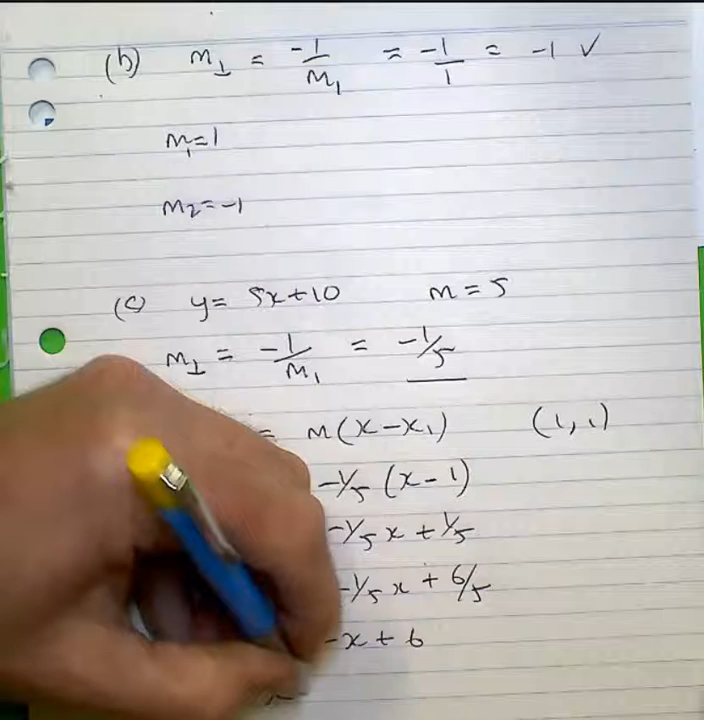 (b) m⊥ = -1/m₁ = -1/1 = -1 ✓
m₁=1
m₂=-1
(c) y= 5x+10 m=5
m⊥ = -1/m₁ = -1/5
= m(x-x₁) (1,1)
-1/5 (x-1)
-1/5 x + 1/5
-1/5 x + 6/5
-x + 6